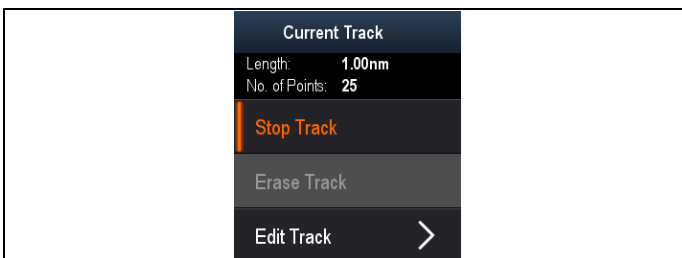 Current Track
Length: 1.00nm
No. of Points: 25
Stop Track
Erase Track
Edit Track